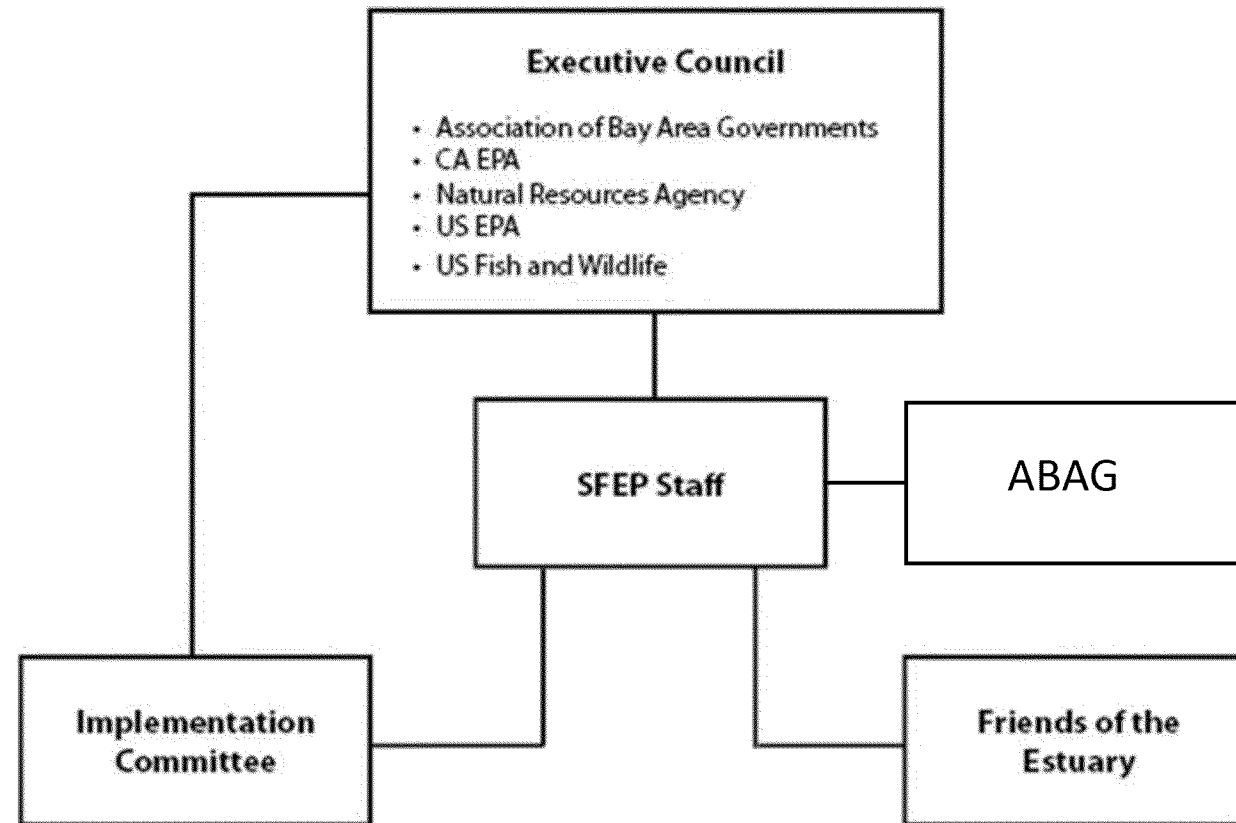 Executive Council
• Association of Bay Area Governments
• CA EPA
• Natural Resources Agency
• US EPA
• US Fish and Wildlife
SFEP Staff
ABAG
Implementation
Committee
Friends of the
Estuary